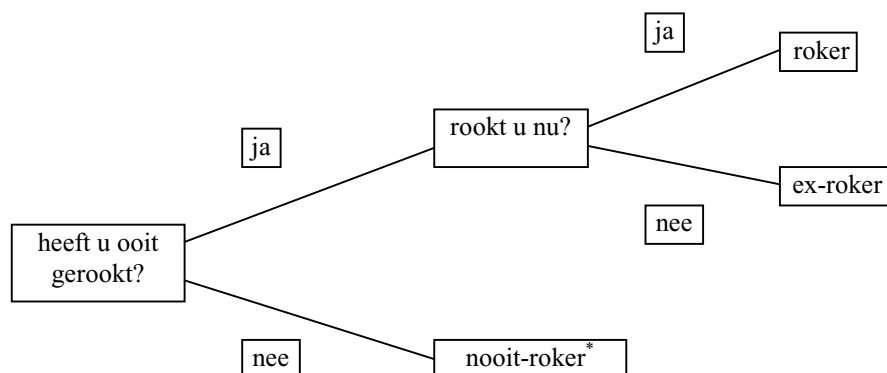 ja
roker
rookt u nu?
ja
ex-roker
nee
heeft u ooit
gerookt?
nee
nooit-roker*